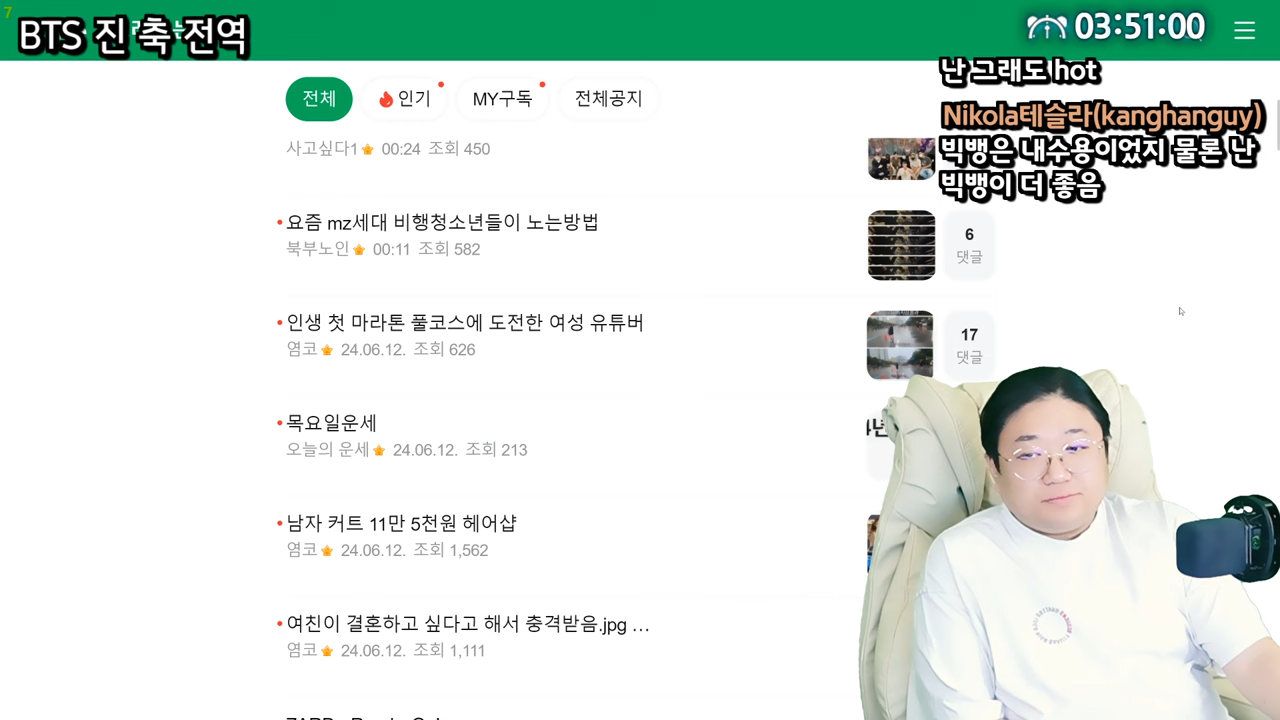 7
BTS 진 축 전역
03:51:00
난 그래도 hot
Nikola테슬라(kanghanguy)
빅뱅은 내수용이었지 물론 난
빅뱅이 더 좋음
전체
인기
MY구독
전체공지
사고싶다1 00:24 조회 450
요즘 mz세대 비행청소년들이 노는방법
북부노인 00:11 조회 582
6
댓글
인생 첫 마라톤 풀코스에 도전한 여성 유튜버
염코 24.06.12. 조회 626
17
댓글
목요일운세
오늘의 운세 24.06.12. 조회 213
남자 커트 11만 5천원 헤어샵
염코 24.06.12. 조회 1,562
여친이 결혼하고 싶다고 해서 충격받음.jpg …
염코 24.06.12. 조회 1,111